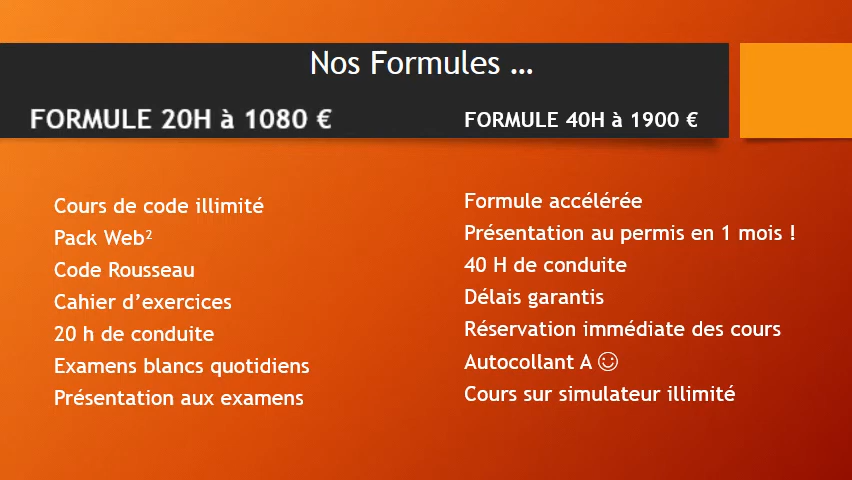 Nos Formules …
FORMULE 20H à 1080 €
Cours de code illimité
Pack Web²
Code Rousseau
Cahier d’exercices
20 h de conduite
Examens blancs quotidiens
Présentation aux examens
FORMULE 40H à 1900 €
Formule accélérée
Présentation au permis en 1 mois !
40 H de conduite
Délais garantis
Réservation immédiate des cours
Autocollant A ☺
Cours sur simulateur illimité